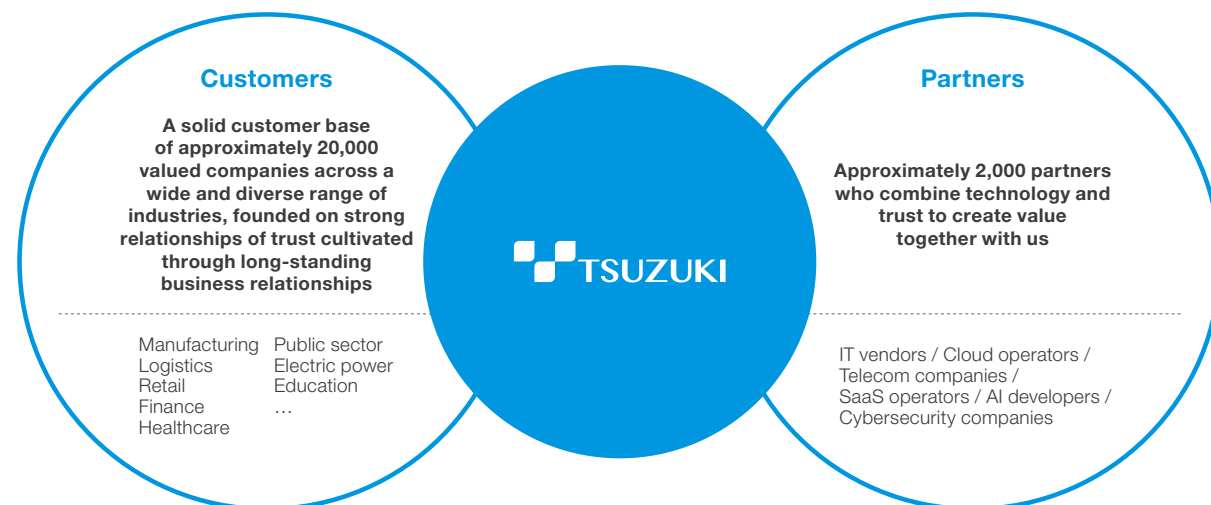 Customers
A solid customer base
of approximately 20,000
valued companies across a
wide and diverse range of
industries, founded on strong
relationships of trust cultivated
through long-standing
business relationships
Manufacturing
Logistics
Retail
Finance
Healthcare
Public sector
Electric power
Education
…
TSUZUKI
Partners
Approximately 2,000 partners
who combine technology and
trust to create value
together with us
IT vendors / Cloud operators /
Telecom companies /
SaaS operators / AI developers /
Cybersecurity companies